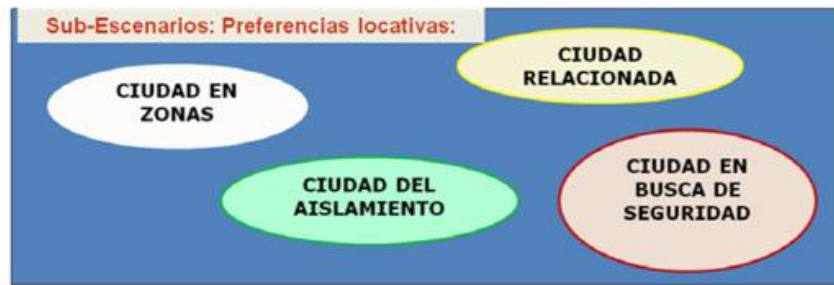 Sub-Escenarios: Preferencias locativas:
CIUDAD
RELACIONADA
CIUDAD EN
ZONAS
CIUDAD DEL
AISLAMIENTO
CIUDAD EN
BUSCA DE
SEGURIDAD